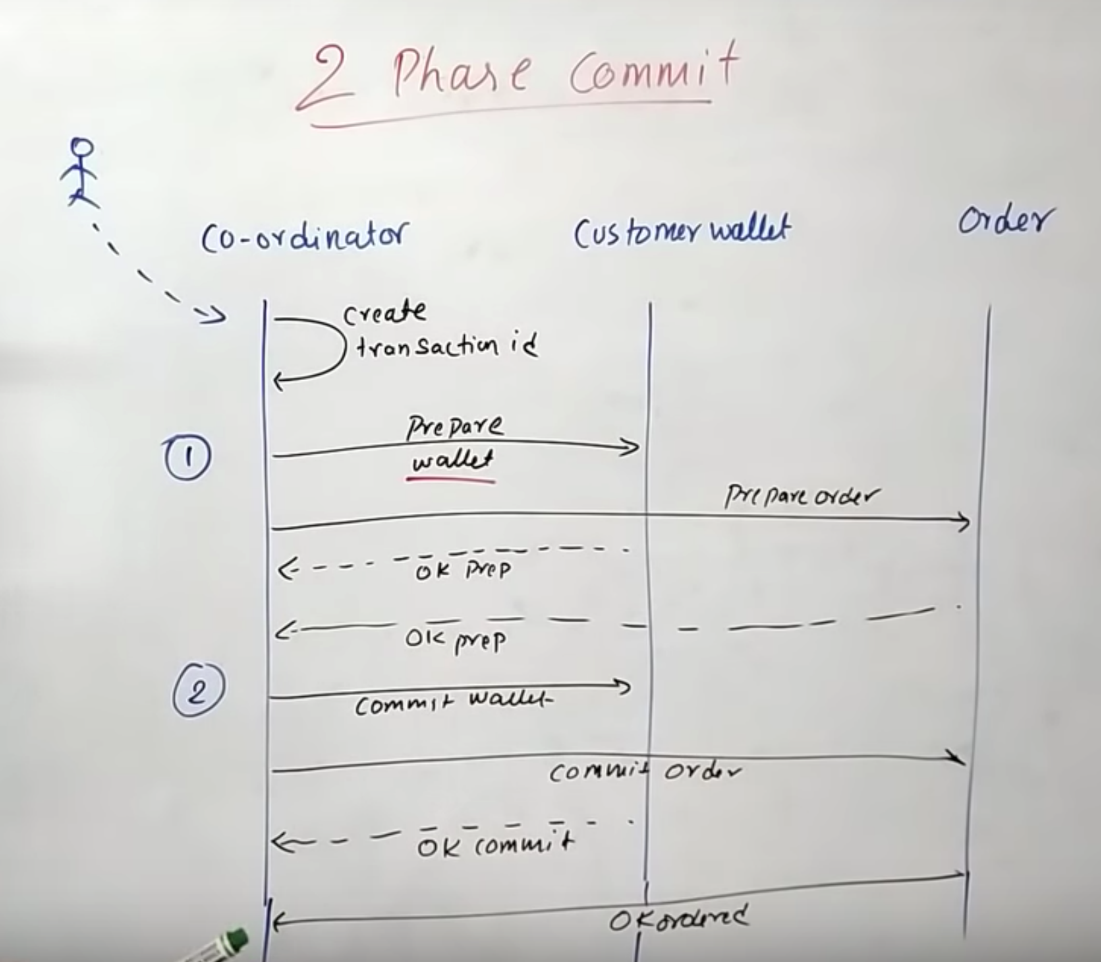 2 Phase Commit
Co-ordinator
Customer wallet
Order
create
transaction id
1
Prepare
wallet
Prepare order
OK Prep
OK prep
2
Commit wallet
Commit order
OK commit
OK ordered